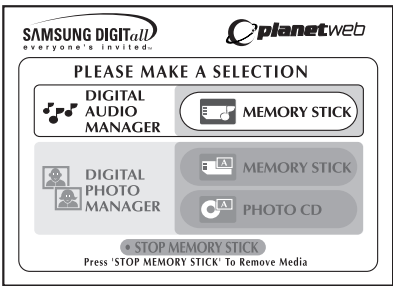 SAMSUNG DIGITall
everyone's invited™
planetweb
PLEASE MAKE A SELECTION
DIGITAL
AUDIO
MANAGER
MEMORY STICK
DIGITAL
PHOTO
MANAGER
A
MEMORY STICK
A
PHOTO CD
• STOP MEMORY STICK
Press 'STOP MEMORY STICK' To Remove Media